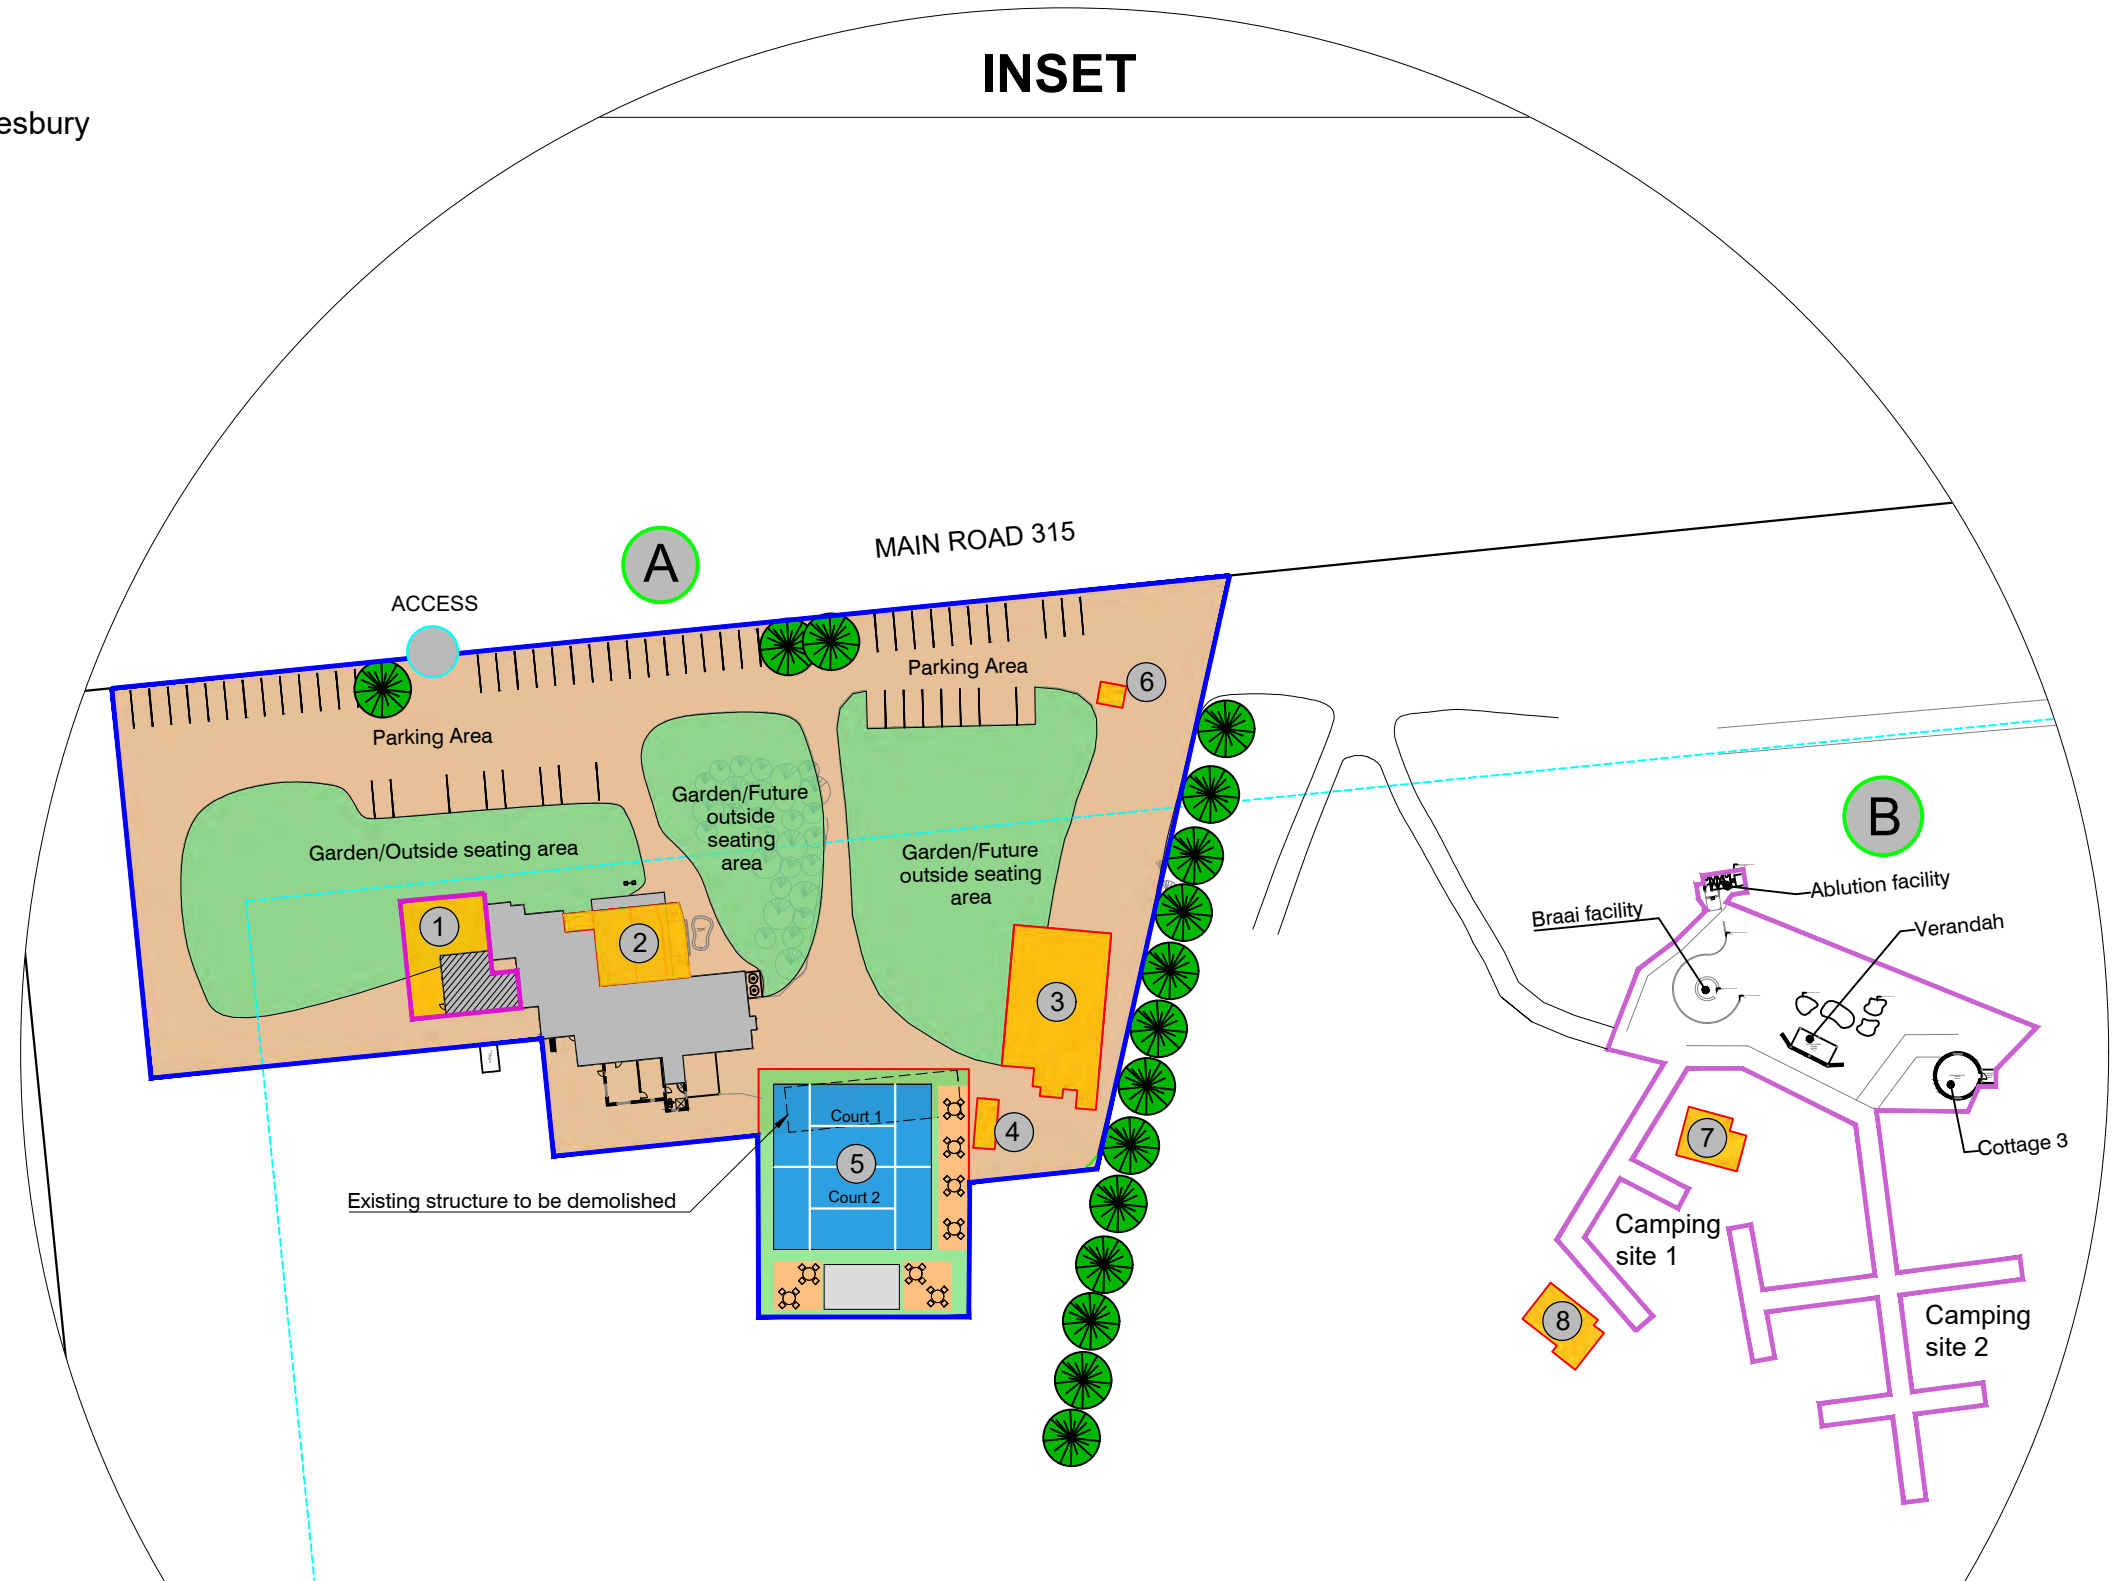 INSET
esbury
MAIN ROAD 315
A
ACCESS
Parking Area
6
Parking Area
B
Garden/Future
outside
seating
area
Garden/Outside seating area
Garden/Future
outside seating
area
Ablution facility
Braai facility
Verandah
1
2
3
Court 1
4
5
Court 2
7
Cottage 3
Existing structure to be demolished
Camping
site 1
8
Camping
site 2